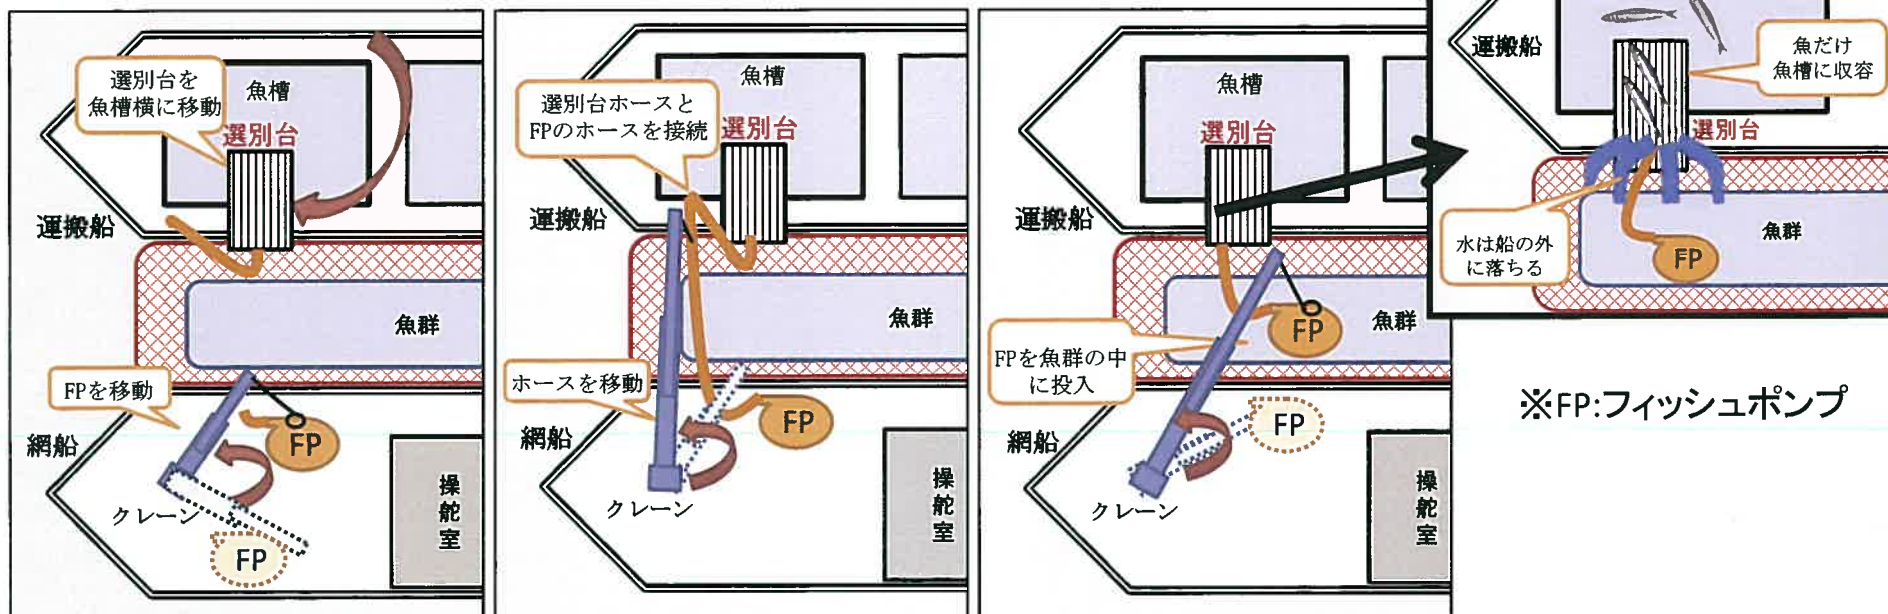 選別台を
魚槽横に移動
魚槽
選別台
運搬船
魚群
FPを移動
FP
網船
クレーン
FP
操舵室
選別台ホースと
FPのホースを接続
魚槽
選別台
運搬船
魚群
ホースを移動
FP
網船
クレーン
操舵室
魚槽
選別台
運搬船
FP
魚群
FPを魚群の中
に投入
FP
網船
クレーン
操舵室
運搬船
魚だけ
魚槽に収容
選別台
水は船の外
に落ちる
魚群
FP
※FP:フィッシュポンプ